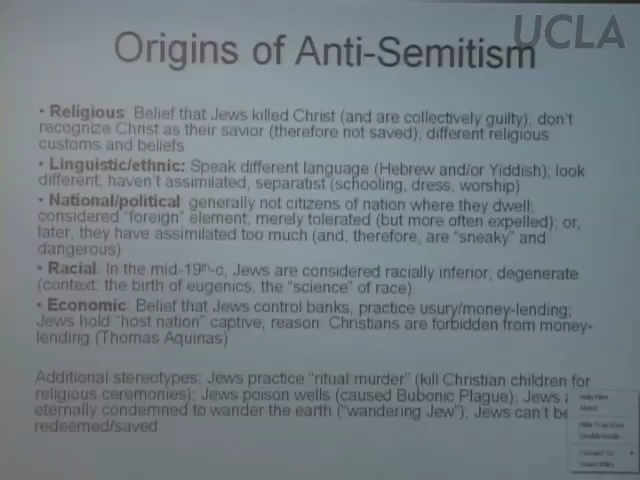 UCLA
Origins of Anti-Semitism
• Religious: Belief that Jews killed Christ (and are collectively guilty), don't
recognize Christ as their savior (therefore not saved), different religious
customs and beliefs
• Linguistic/ethnic: Speak different language (Hebrew and/or Yiddish); look
different, haven't assimilated, separatist (schooling, dress, worship)
• National/political: generally not citizens of nation where they dwell;
considered "foreign" element, merely tolerated (but more often expelled); or,
later, they have assimilated too much (and, therefore, are "sneaky" and
dangerous)
• Racial: In the mid-19th-c, Jews are considered racially inferior, degenerate
(context: the birth of eugenics, the "science" of race).
• Economic: Belief that Jews control banks, practice usury/money-lending;
Jews hold "host nation" captive; reason: Christians are forbidden from money-
lending (Thomas Aquinas)
Additional stereotypes: Jews practice "ritual murder" (kill Christian children for
religious ceremonies); Jews poison wells (caused Bubonic Plague); Jews
eternally condemned to wander the earth ("wandering Jew"); Jews can't be
redeemed/saved